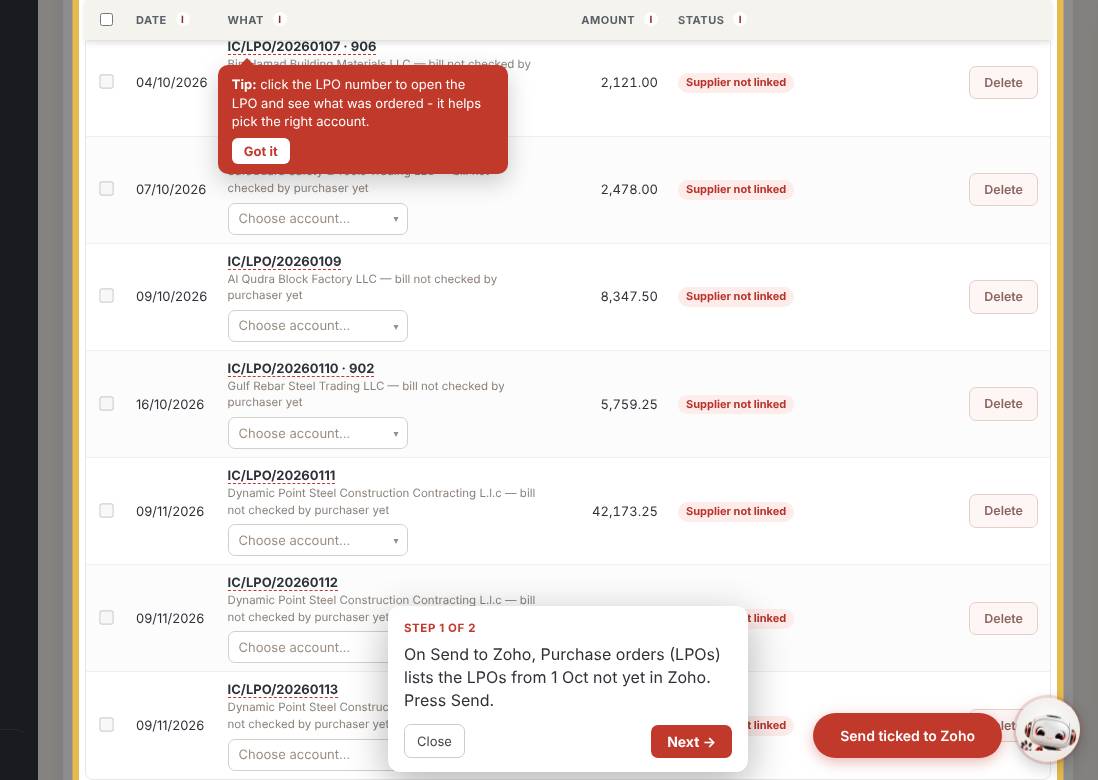 DATE I WHAT I AMOUNT I STATUS I
IC/LPO/20260107 · 906
Bin Hamad Building Materials LLC — bill not checked by
04/10/2026 2,121.00 Supplier not linked Delete
Tip: click the LPO number to open the
LPO and see what was ordered - it helps
pick the right account.
Got it
checked by purchaser yet
07/10/2026 2,478.00 Supplier not linked Delete
Choose account... ▾
IC/LPO/20260109
Al Qudra Block Factory LLC — bill not checked by
purchaser yet
09/10/2026 8,347.50 Supplier not linked Delete
Choose account... ▾
IC/LPO/20260110 · 902
Gulf Rebar Steel Trading LLC — bill not checked by
purchaser yet
16/10/2026 5,759.25 Supplier not linked Delete
Choose account... ▾
IC/LPO/20260111
Dynamic Point Steel Construction Contracting L.l.c — bill
not checked by purchaser yet
09/11/2026 42,173.25 Supplier not linked Delete
Choose account... ▾
IC/LPO/20260112
Dynamic Point Steel Construction Contracting L.l.c — bill
not checked by purchaser yet
09/11/2026 linked Delete
Choose account...
IC/LPO/20260113
Dynamic Point Steel Construc
not checked by purchaser yet
09/11/2026 linked
Choose account...
STEP 1 OF 2
On Send to Zoho, Purchase orders (LPOs)
lists the LPOs from 1 Oct not yet in Zoho.
Press Send.
Close Next →
Send ticked to Zoho